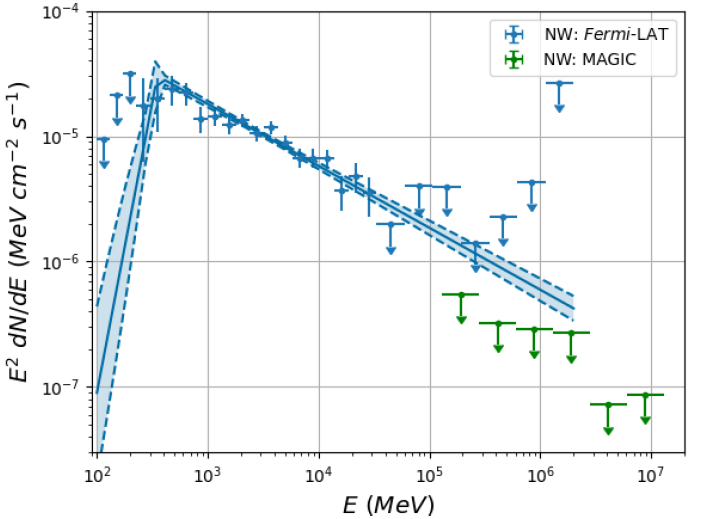 NW: Fermi-LAT
NW: MAGIC
10⁻⁴
10⁻⁵
10⁻⁶
10⁻⁷
E² dN/dE (MeV cm⁻² s⁻¹)
10² 10³ 10⁴ 10⁵ 10⁶ 10⁷
E (MeV)